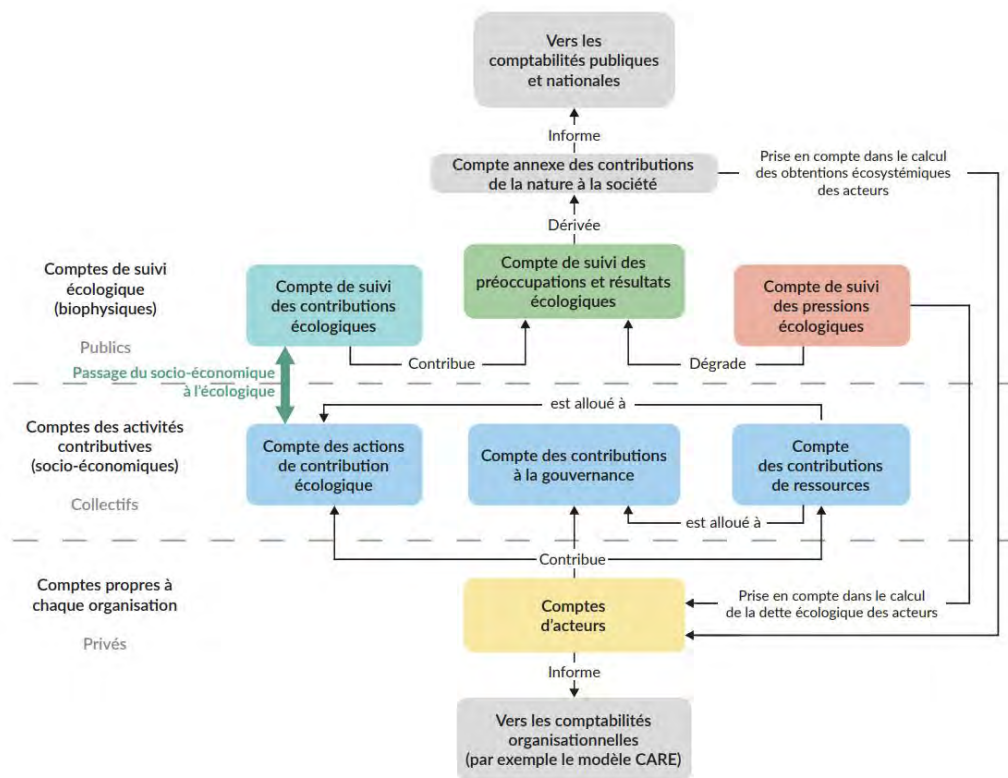 Vers les
comptabilités publiques
et nationales
Informe
Compte annexe des contributions
de la nature à la société
Prise en compte dans le calcul
des obtentions écosystémiques
des acteurs
Dérivée
Comptes de suivi
écologique
(biophysiques)
Publics
Compte de suivi
des contributions
écologiques
Compte de suivi des
préoccupations et résultats
écologiques
Compte de suivi
des pressions
écologiques
Contribue
Dégrade
Passage du socio-économique
à l'écologique
est alloué à
Comptes des activités
contributives
(socio-économiques)
Collectifs
Compte des actions
de contribution
écologique
Compte des contributions
à la gouvernance
Compte
des contributions
de ressources
est alloué à
Contribue
Comptes propres à
chaque organisation
Privés
Comptes
d'acteurs
Prise en compte dans le calcul
de la dette écologique des acteurs
Informe
Vers les comptabilités
organisationnelles
(par exemple le modèle CARE)